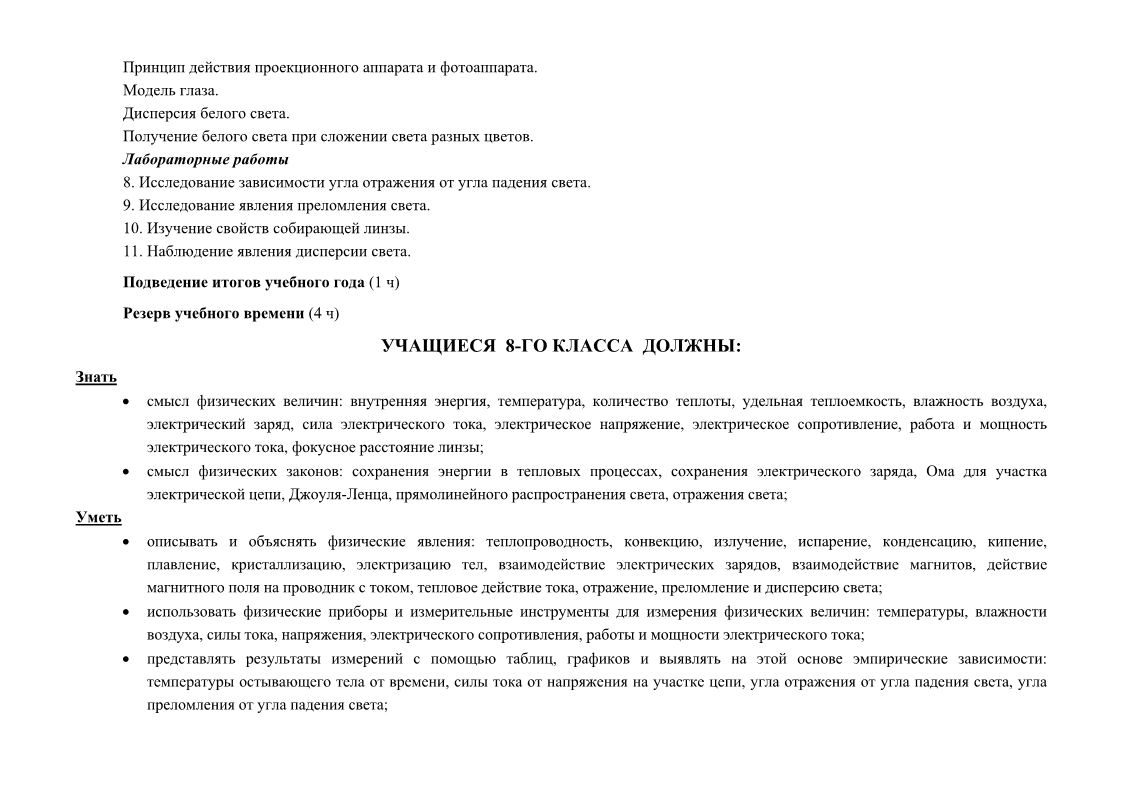 Принцип действия проекционного аппарата и фотоаппарата.
Модель глаза.
Дисперсия белого света.
Получение белого света при сложении света разных цветов.
Лабораторные работы
8. Исследование зависимости угла отражения от угла падения света.
9. Исследование явления преломления света.
10. Изучение свойств собирающей линзы.
11. Наблюдение явления дисперсии света.
Подведение итогов учебного года (1 ч)
Резерв учебного времени (4 ч)
УЧАЩИЕСЯ 8-ГО КЛАССА ДОЛЖНЫ:
Знать
• смысл физических величин: внутренняя энергия, температура, количество теплоты, удельная теплоемкость, влажность воздуха,
электрический заряд, сила электрического тока, электрическое напряжение, электрическое сопротивление, работа и мощность
электрического тока, фокусное расстояние линзы;
• смысл физических законов: сохранения энергии в тепловых процессах, сохранения электрического заряда, Ома для участка
электрической цепи, Джоуля-Ленца, прямолинейного распространения света, отражения света;
Уметь
• описывать и объяснять физические явления: теплопроводность, конвекцию, излучение, испарение, конденсацию, кипение,
плавление, кристаллизацию, электризацию тел, взаимодействие электрических зарядов, взаимодействие магнитов, действие
магнитного поля на проводник с током, тепловое действие тока, отражение, преломление и дисперсию света;
• использовать физические приборы и измерительные инструменты для измерения физических величин: температуры, влажности
воздуха, силы тока, напряжения, электрического сопротивления, работы и мощности электрического тока;
• представлять результаты измерений с помощью таблиц, графиков и выявлять на этой основе эмпирические зависимости:
температуры остывающего тела от времени, силы тока от напряжения на участке цепи, угла отражения от угла падения света, угла
преломления от угла падения света;